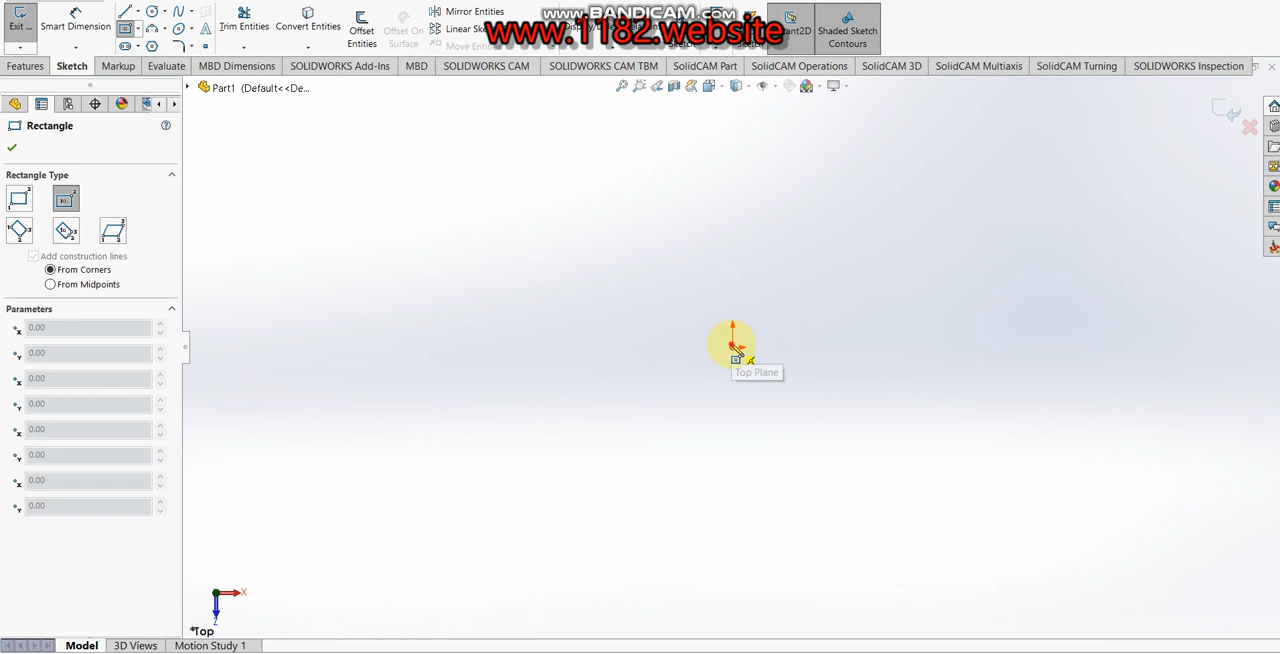 www.BANDICAM.com
www.1182.website
Exit ...
Smart Dimension
Trim Entities
Convert Entities
Offset
Entities
Offset On
Surface
Mirror Entities
Linear Sk
Move Entities
Shaded Sketch
Contours
Features
Sketch
Markup
Evaluate
MBD Dimensions
SOLIDWORKS Add-Ins
MBD
SOLIDWORKS CAM
SOLIDWORKS CAM TBM
SolidCAM Part
SolidCAM Operations
SolidCAM 3D
SolidCAM Multiaxis
SolidCAM Turning
SOLIDWORKS Inspection
Part1 (Default<<De...
Rectangle
Rectangle Type
Add construction lines
From Corners
From Midpoints
Parameters
0.00
0.00
0.00
0.00
0.00
0.00
0.00
0.00
Top Plane
X
Z
*Top
Model
3D Views
Motion Study 1